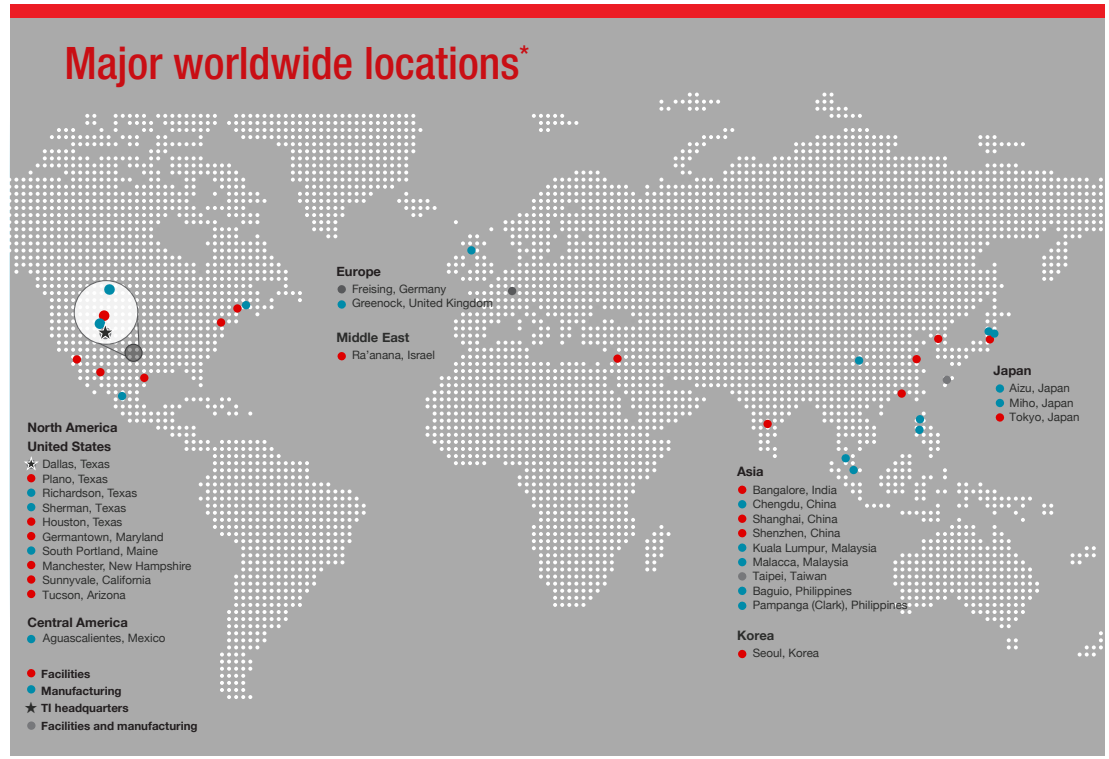 Major worldwide locations*
Europe
Freising, Germany
Greenock, United Kingdom
Middle East
Ra'anana, Israel
Japan
Aizu, Japan
Miho, Japan
Tokyo, Japan
North America
United States
Dallas, Texas
Plano, Texas
Richardson, Texas
Sherman, Texas
Houston, Texas
Germantown, Maryland
South Portland, Maine
Manchester, New Hampshire
Sunnyvale, California
Tucson, Arizona
Central America
Aguascalientes, Mexico
Facilities
Manufacturing
TI headquarters
Facilities and manufacturing
Asia
Bangalore, India
Chengdu, China
Shanghai, China
Shenzhen, China
Kuala Lumpur, Malaysia
Malacca, Malaysia
Taipei, Taiwan
Baguio, Philippines
Pampanga (Clark), Philippines
Korea
Seoul, Korea